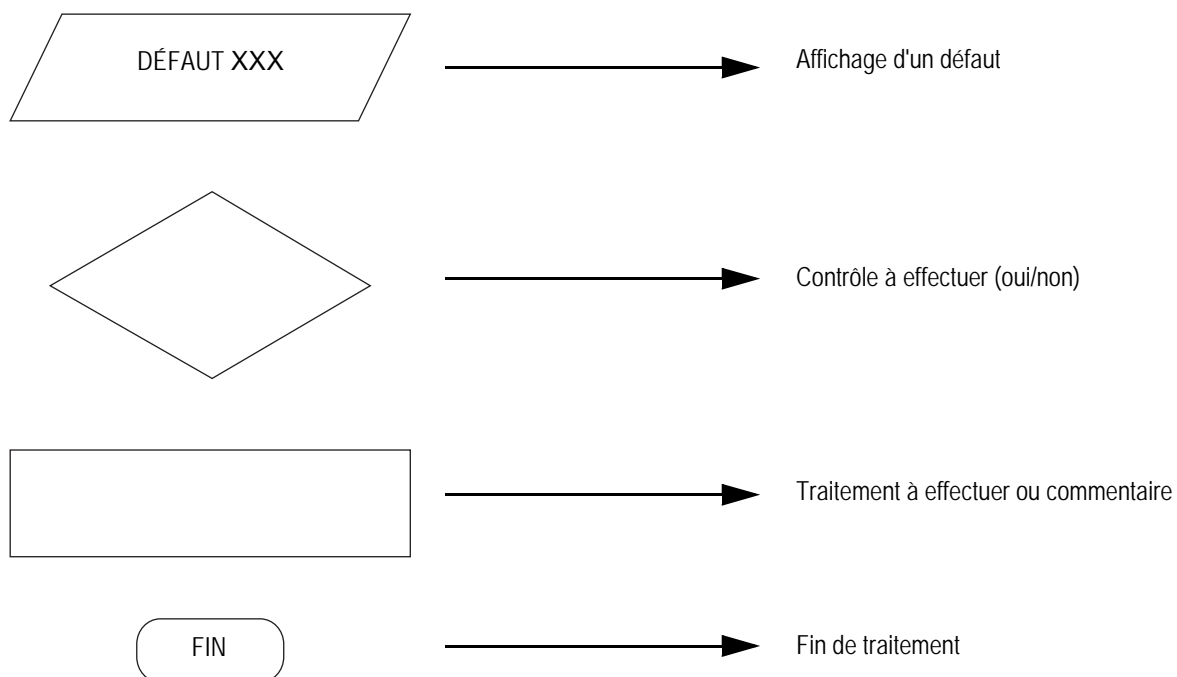 DÉFAUT XXX
Affichage d'un défaut
Contrôle à effectuer (oui/non)
Traitement à effectuer ou commentaire
FIN
Fin de traitement